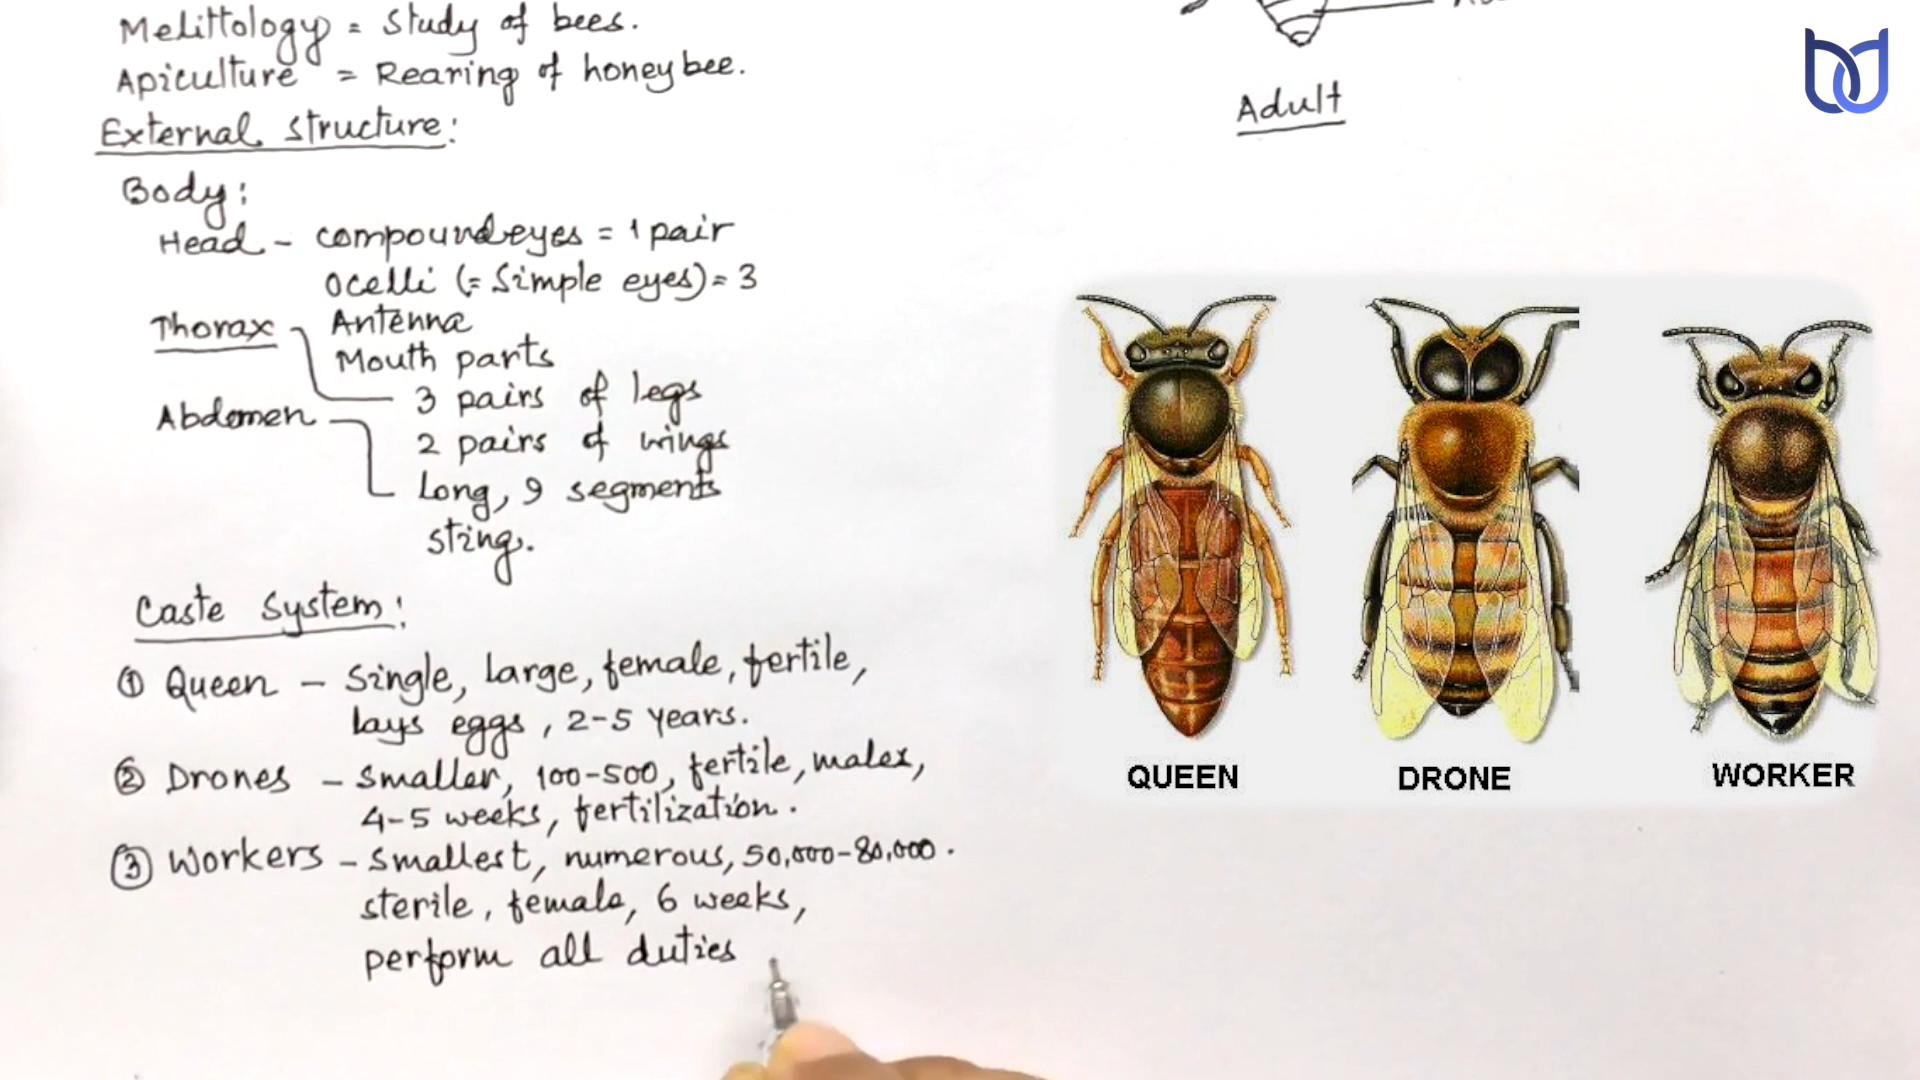 Melittology = Study of bees.
Apiculture = Rearing of honeybee.
External structure:
Body:
Head - compound eyes = 1 pair
Ocelli (= Simple eyes) = 3
Thorax Antenna
Mouth parts
3 pairs of legs
Abdomen
2 pairs of wings
Long, 9 segments
sting.
Caste System:
① Queen - Single, large, female, fertile,
lays eggs, 2-5 years.
② Drones - Smaller, 100-500, fertile, males,
4-5 weeks, fertilization.
③ Workers - Smallest, numerous, 50,000-80,000.
sterile, female, 6 weeks,
perform all duties
Adult
QUEEN
DRONE
WORKER